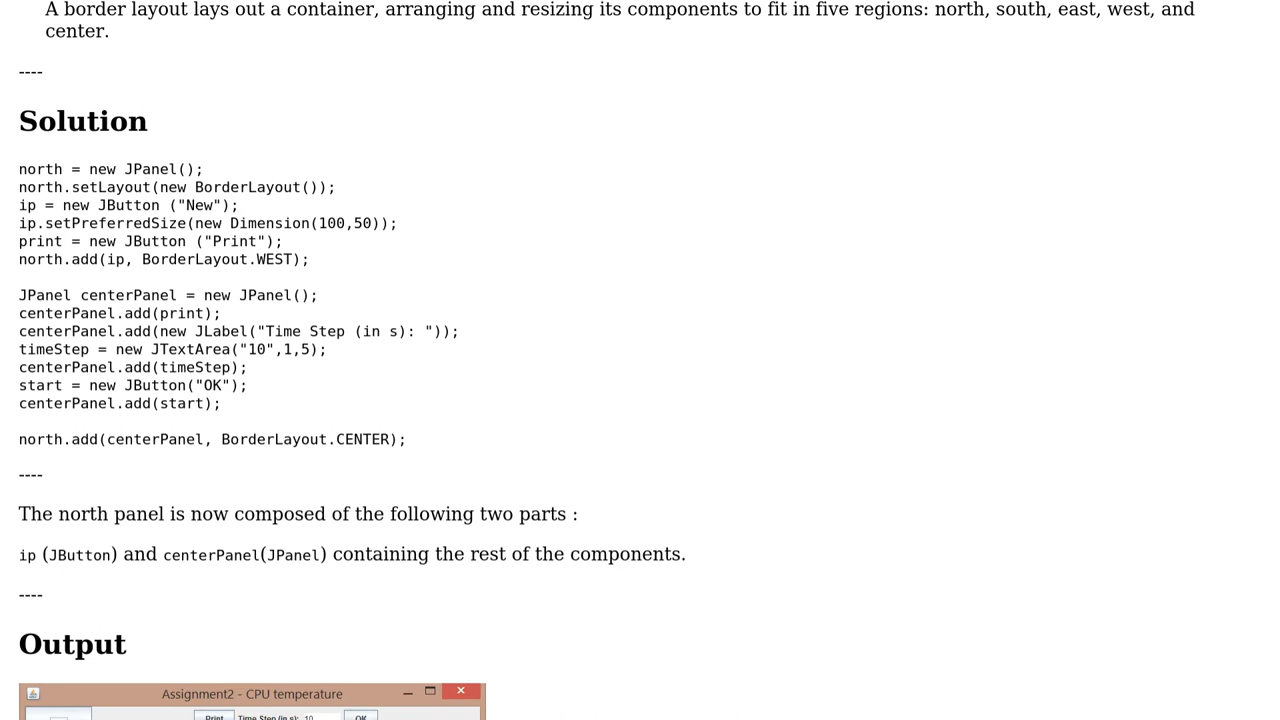 A border layout lays out a container, arranging and resizing its components to fit in five regions: north, south, east, west, and
center.
----
Solution
north = new JPanel();
north.setLayout(new BorderLayout());
ip = new JButton ("New");
ip.setPreferredSize(new Dimension(100,50));
print = new JButton ("Print");
north.add(ip, BorderLayout.WEST);
JPanel centerPanel = new JPanel();
centerPanel.add(print);
centerPanel.add(new JLabel("Time Step (in s): "));
timeStep = new JTextArea("10",1,5);
centerPanel.add(timeStep);
start = new JButton("OK");
centerPanel.add(start);
north.add(centerPanel, BorderLayout.CENTER);
----
The north panel is now composed of the following two parts :
ip (JButton) and centerPanel(JPanel) containing the rest of the components.
----
Output
Assignment2 - CPU temperature
Print Time Step (in s): 10 OK